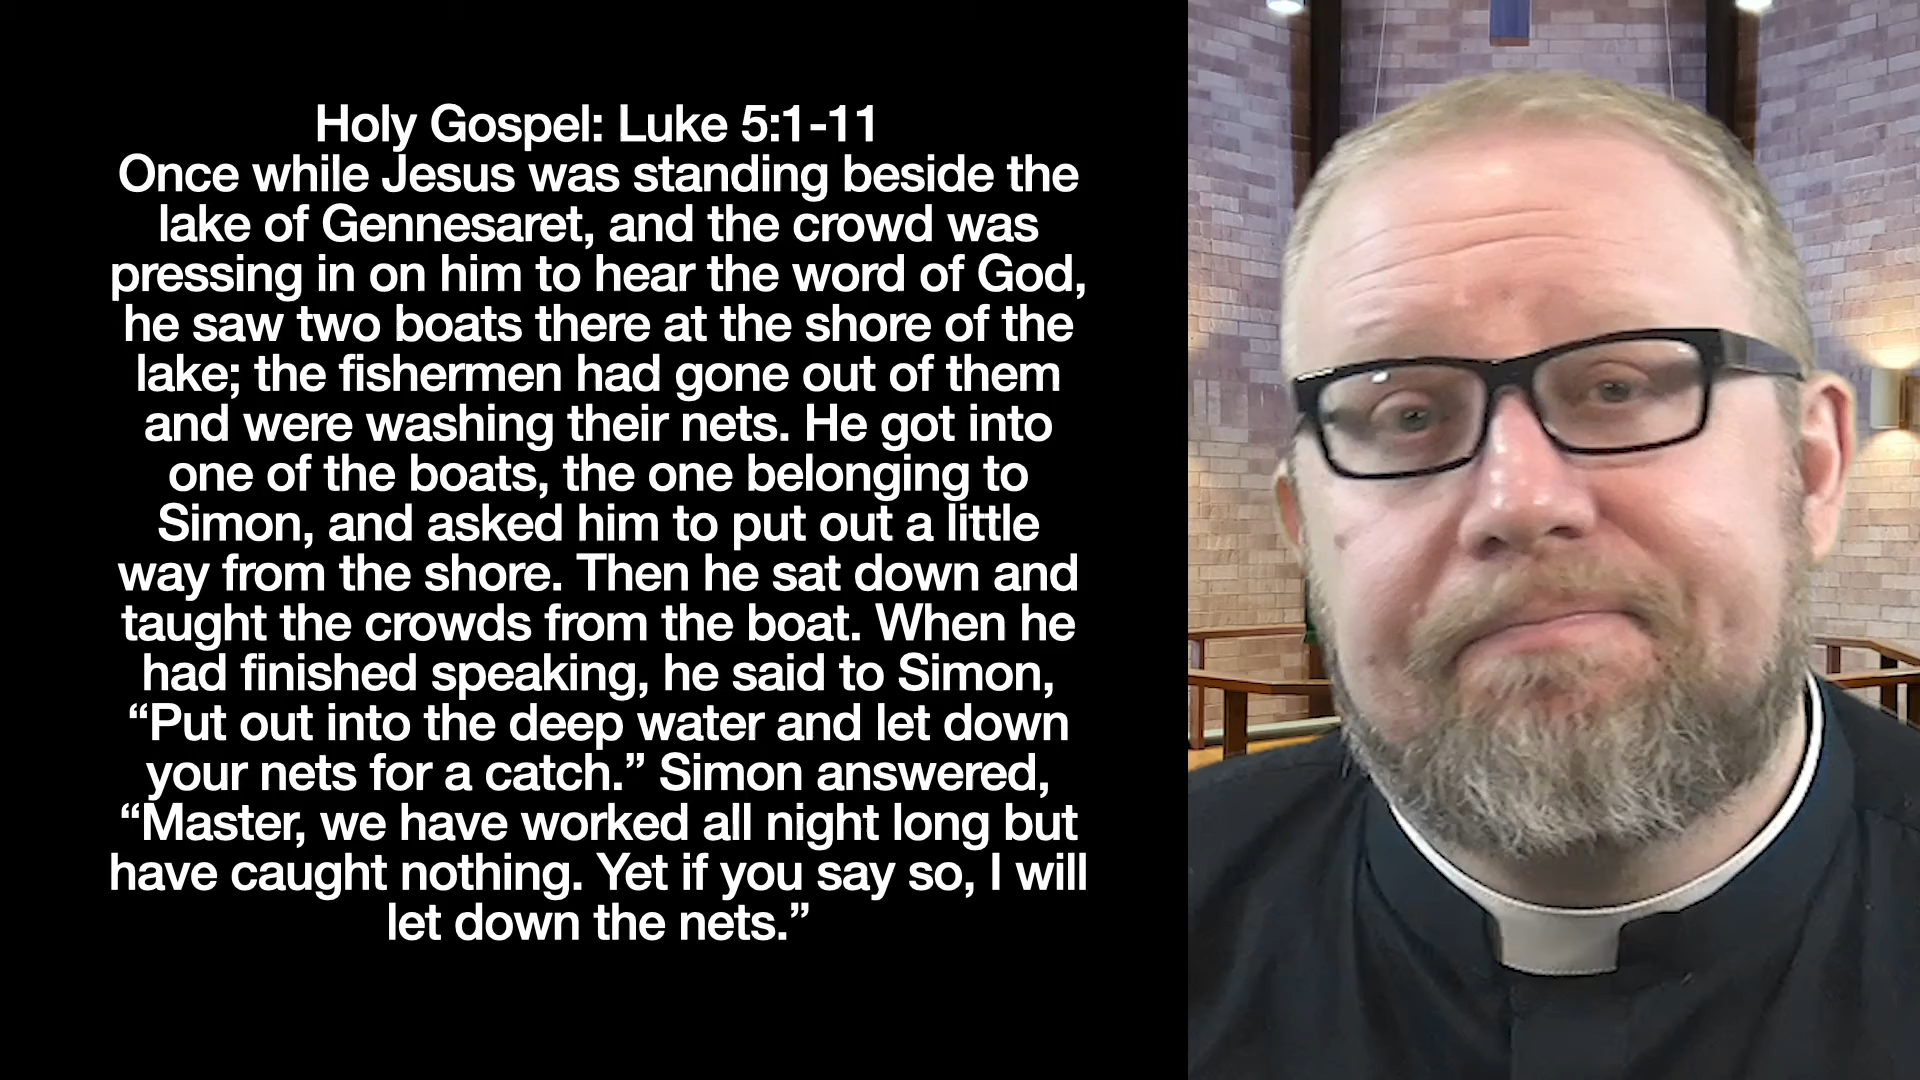 Holy Gospel: Luke 5:1-11
Once while Jesus was standing beside the
lake of Gennesaret, and the crowd was
pressing in on him to hear the word of God,
he saw two boats there at the shore of the
lake; the fishermen had gone out of them
and were washing their nets. He got into
one of the boats, the one belonging to
Simon, and asked him to put out a little
way from the shore. Then he sat down and
taught the crowds from the boat. When he
had finished speaking, he said to Simon,
“Put out into the deep water and let down
your nets for a catch.” Simon answered,
“Master, we have worked all night long but
have caught nothing. Yet if you say so, I will
let down the nets.”